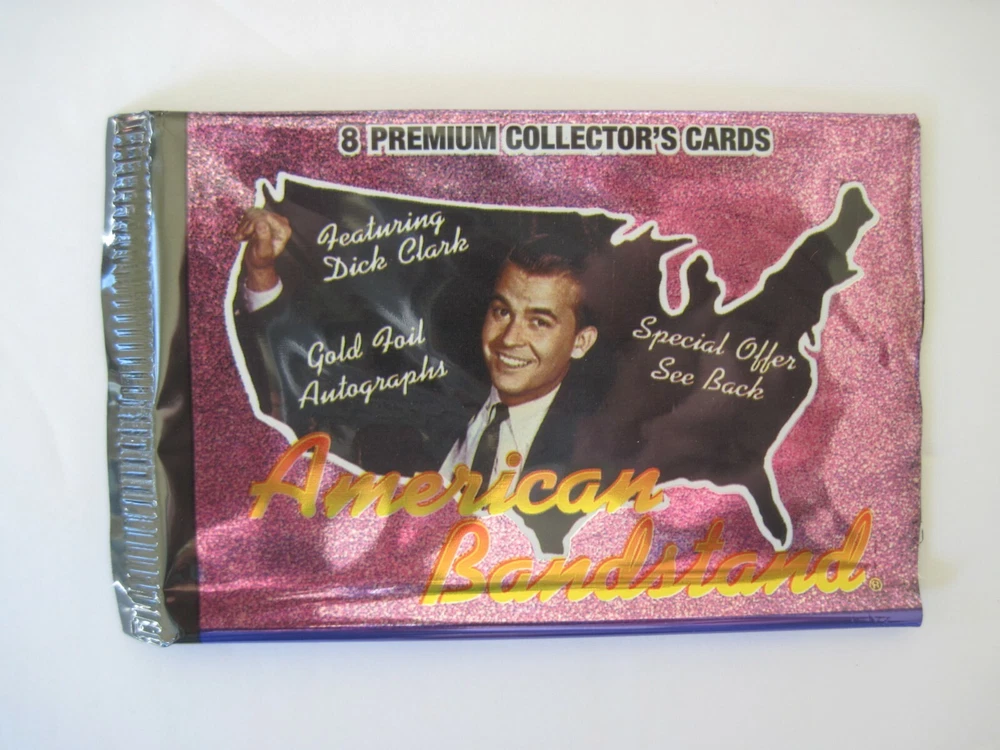 8 PREMIUM COLLECTOR'S CARDS
Featuring
Dick Clark
Gold Foil
Autographs
Special Offer
See Back
American
Bandstand®